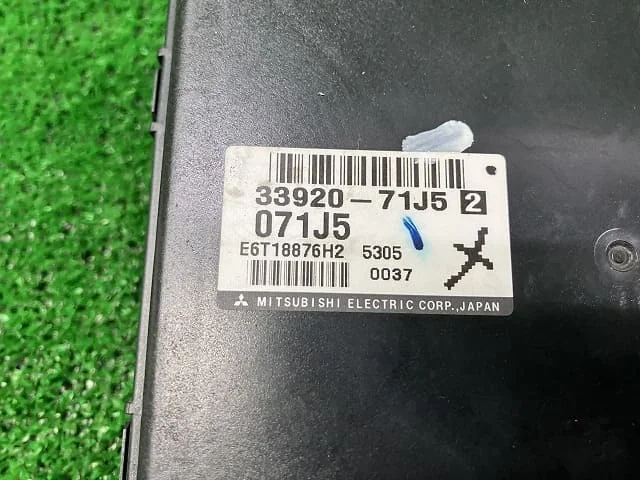 33920-71J5 2
071J5
E6T18876H2 5305
0037
MITSUBISHI ELECTRIC CORP.,JAPAN